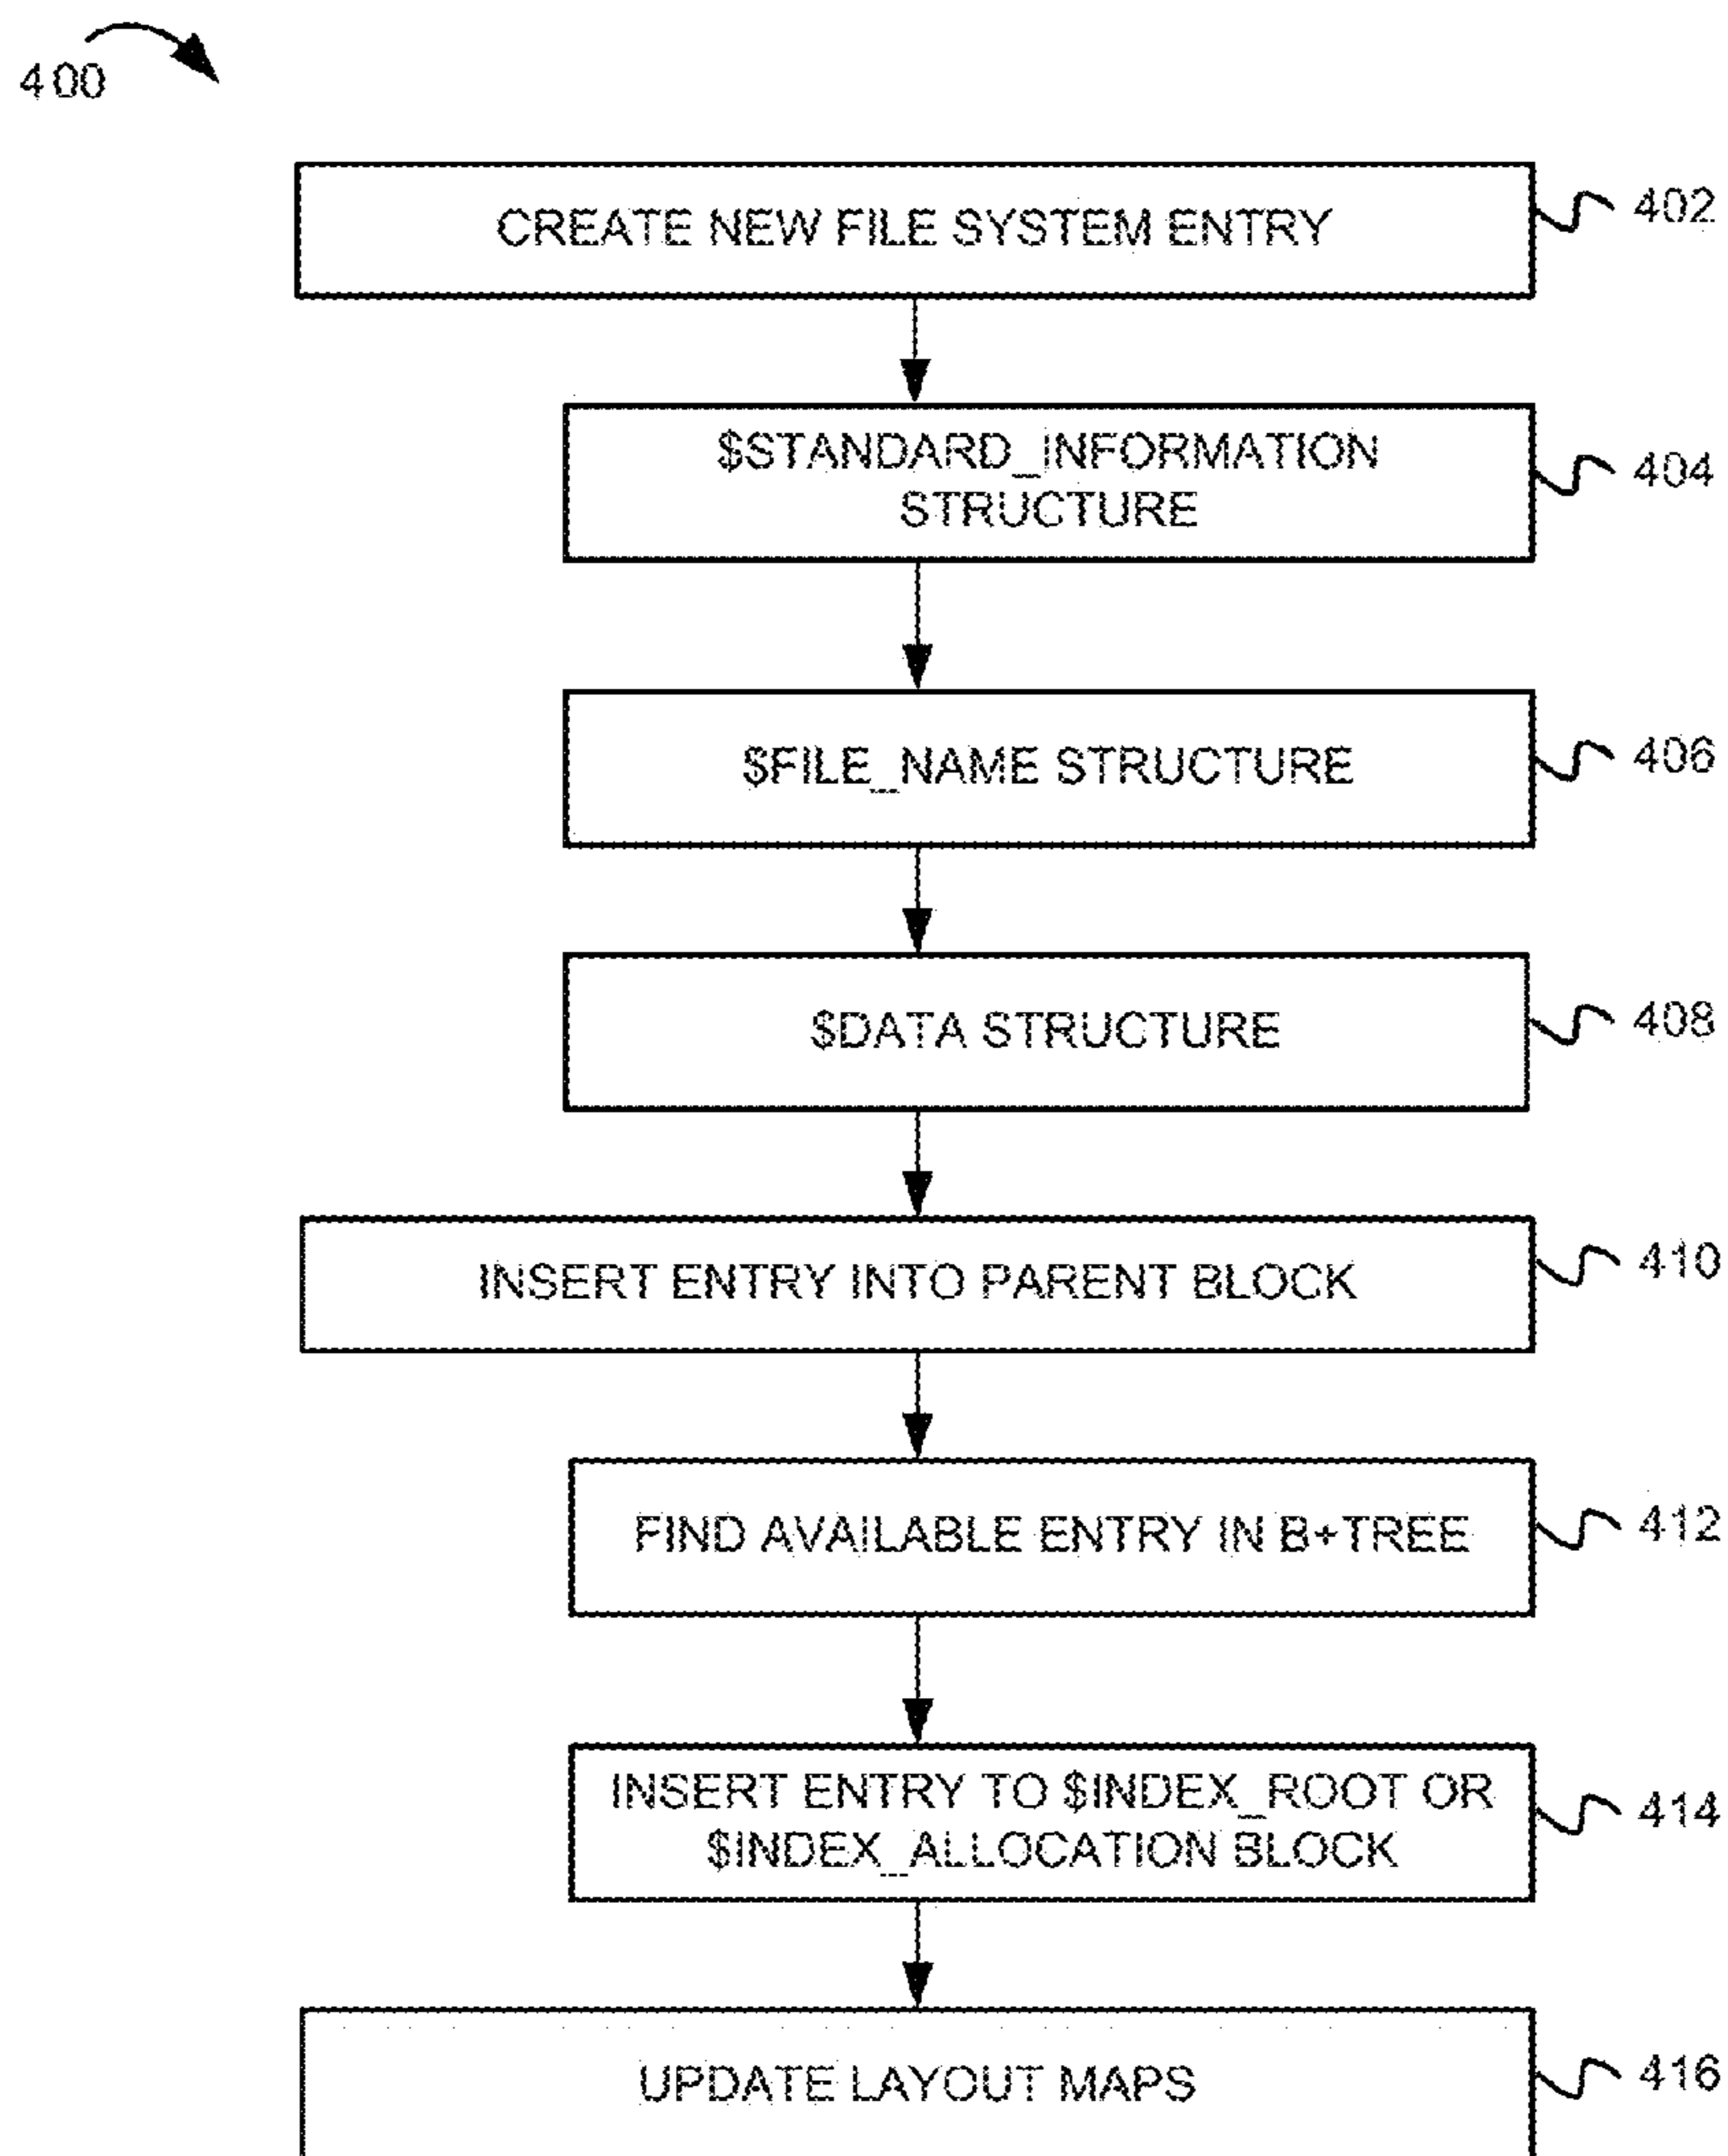 400
CREATE NEW FILE SYSTEM ENTRY
402
$STANDARD_INFORMATION
STRUCTURE
404
$FILE_NAME STRUCTURE
406
$DATA STRUCTURE
408
INSERT ENTRY INTO PARENT BLOCK
410
FIND AVAILABLE ENTRY IN B+TREE
412
INSERT ENTRY TO $INDEX_ROOT OR
$INDEX_ALLOCATION BLOCK
414
UPDATE LAYOUT MAPS
416